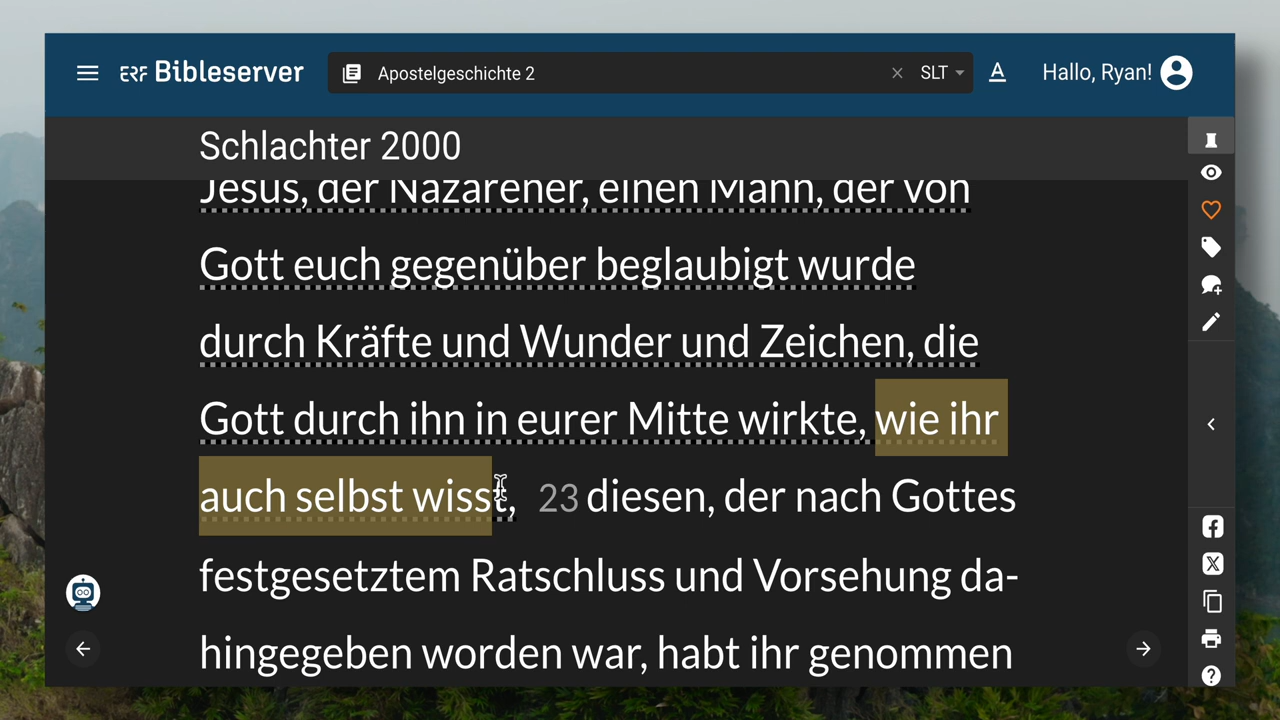 ERF Bibleserver
Apostelgeschichte 2
SLT
Hallo, Ryan!
Schlachter 2000
Jesus, der Nazarener, einen Mann, der von
Gott euch gegenüber beglaubigt wurde
durch Kräfte und Wunder und Zeichen, die
Gott durch ihn in eurer Mitte wirkte, wie ihr
auch selbst wisst, 23 diesen, der nach Gottes
festgesetztem Ratschluss und Vorsehung da-
hingegeben worden war, habt ihr genommen